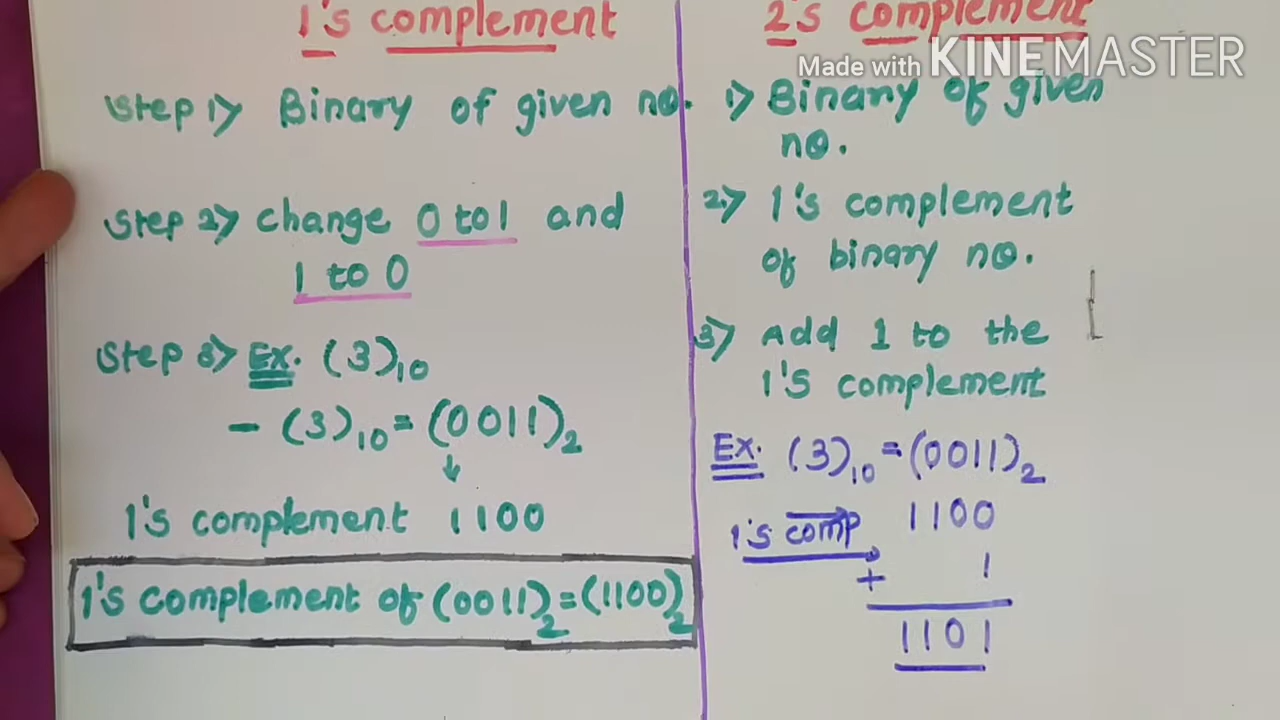 1's complement
Step 1) Binary of given no.
Step 2) change 0 to 1 and
1 to 0
Step 3) Ex. (3)10
- (3)10 = (0011)2
↓
1's complement 1100
1's complement of (0011)2 = (1100)2
2's complement
Made with KINEMASTER
1) Binary of given
no.
2) 1's complement
of binary no.
3) Add 1 to the
1's complement
Ex. (3)10 = (0011)2
1's comp 1100
+ 1
1101